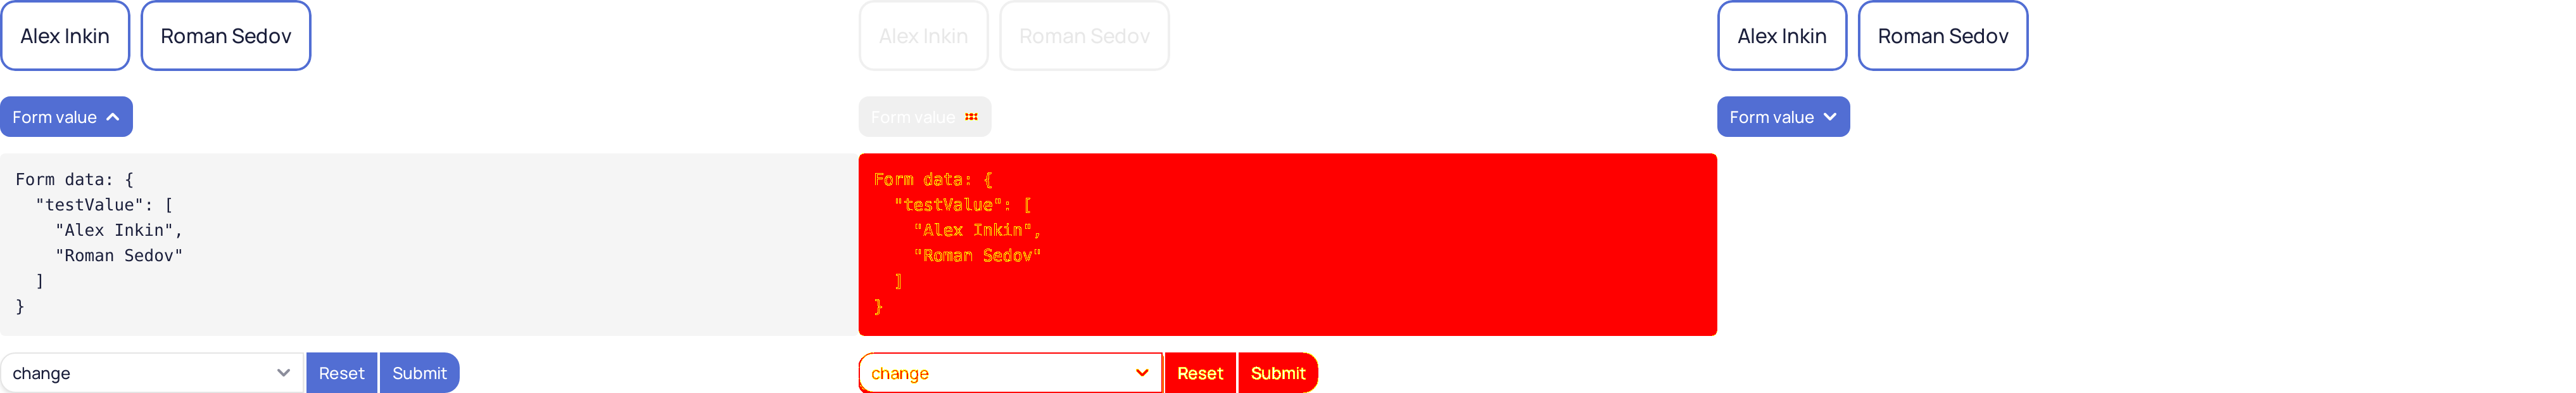 Alex Inkin Roman Sedov
Form value
Form data: {
  "testValue": [
    "Alex Inkin",
    "Roman Sedov"
  ]
}
change Reset Submit
Alex Inkin Roman Sedov
Form value
Form data: {
  "testValue": [
    "Alex Inkin",
    "Roman Sedov"
  ]
}
change Reset Submit
Alex Inkin Roman Sedov
Form value